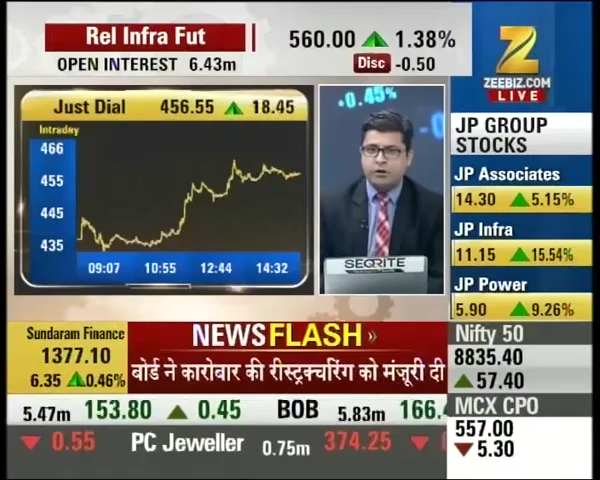 Rel Infra Fut
OPEN INTEREST 6.43m
560.00 1.38%
Disc -0.50
ZEEBIZ.COM
LIVE
Just Dial 456.55 18.45
Intraday
466
455
445
435
09:07 10:55 12:44 14:32
+0.45%
SEQRITE
JP GROUP
STOCKS
JP Associates
14.30 5.15%
JP Infra
11.15 15.54%
JP Power
5.90 9.26%
Sundaram Finance
1377.10
6.35 0.46%
NEWSFLASH
बोर्ड ने कारोबार की रीस्ट्रक्चरिंग को मंज़ूरी दी
Nifty 50
8835.40
57.40
5.47m 153.80 0.45 BOB 5.83m 166.4
MCX CPO
557.00
5.30
0.55 PC Jeweller 0.75m 374.25